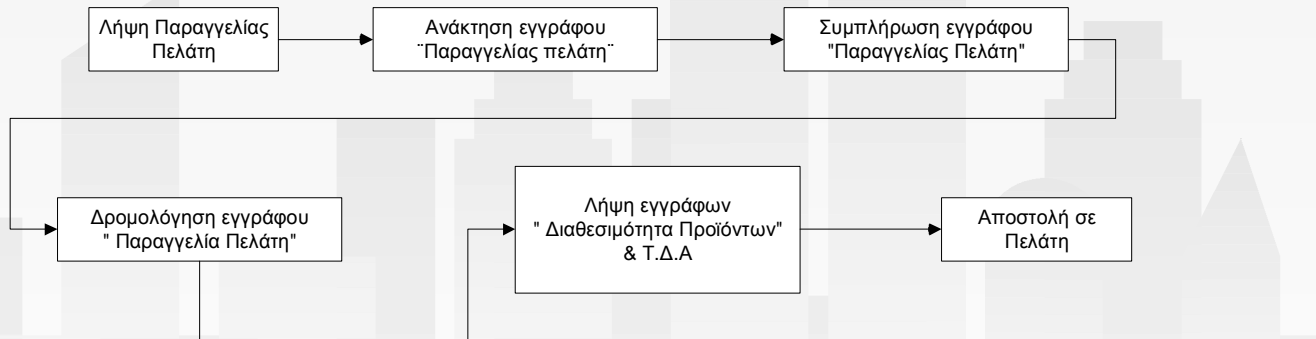 Λήψη Παραγγελίας
Πελάτη
Ανάκτηση εγγράφου
¨Παραγγελίας πελάτη¨
Συμπλήρωση εγγράφου
"Παραγγελίας Πελάτη"
Δρομολόγηση εγγράφου
" Παραγγελία Πελάτη"
Λήψη εγγράφων
" Διαθεσιμότητα Προϊόντων"
& Τ.Δ.Α
Αποστολή σε
Πελάτη